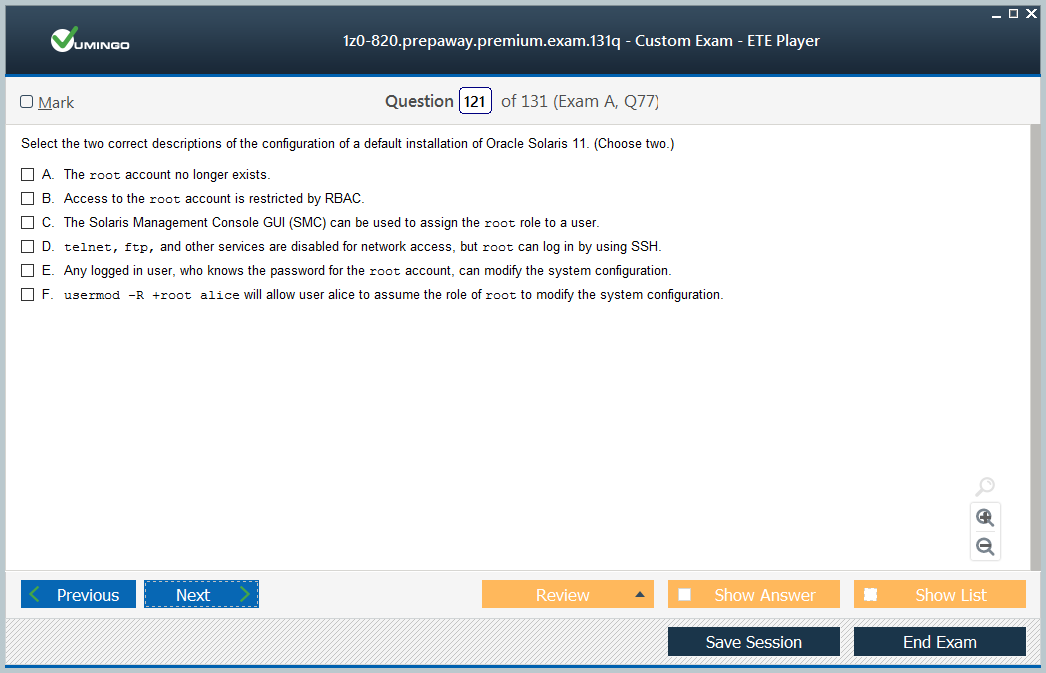 VUMINGO
1z0-820.prepaway.premium.exam.131q - Custom Exam - ETE Player
Mark
Question 121 of 131 (Exam A, Q77)
Select the two correct descriptions of the configuration of a default installation of Oracle Solaris 11. (Choose two.)
A. The root account no longer exists.
B. Access to the root account is restricted by RBAC.
C. The Solaris Management Console GUI (SMC) can be used to assign the root role to a user.
D. telnet, ftp, and other services are disabled for network access, but root can log in by using SSH.
E. Any logged in user, who knows the password for the root account, can modify the system configuration.
F. usermod -R +root alice will allow user alice to assume the role of root to modify the system configuration.
Previous Next Review Show Answer Show List
Save Session End Exam